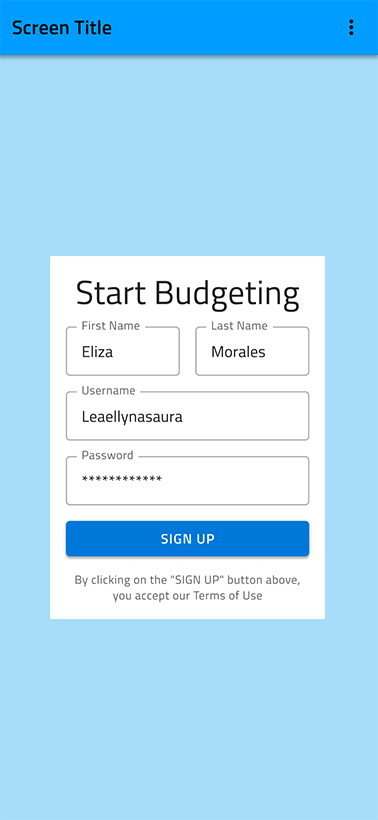 Screen Title
Start Budgeting
First Name
Last Name
Eliza
Morales
Username
Leaellynasaura
Password
************
SIGN UP
By clicking on the "SIGN UP" button above,
you accept our Terms of Use